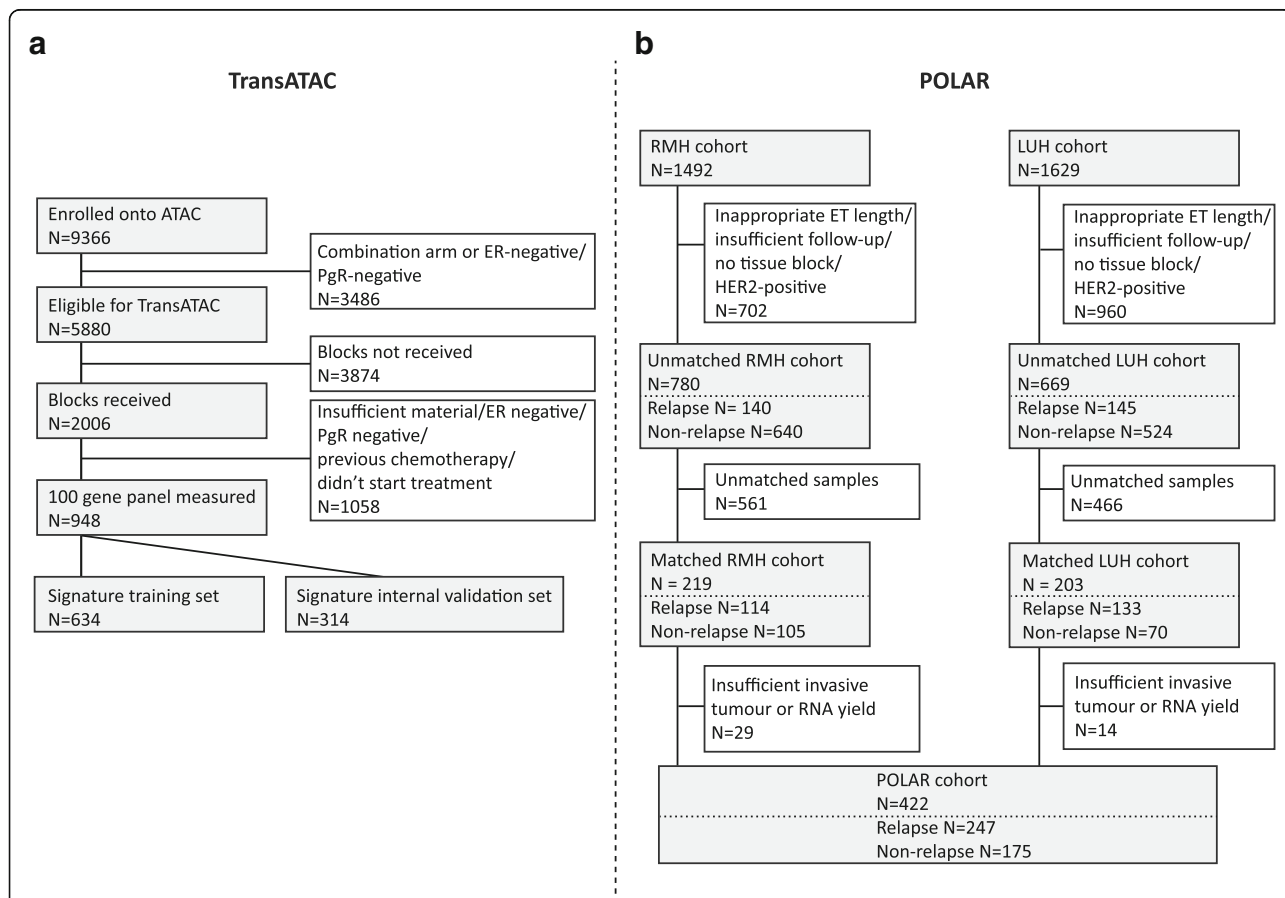 a
TransATAC
Enrolled onto ATAC
N=9366
Combination arm or ER-negative/
PgR-negative
N=3486
Eligible for TransATAC
N=5880
Blocks not received
N=3874
Blocks received
N=2006
Insufficient material/ER negative/
PgR negative/
previous chemotherapy/
didn't start treatment
N=1058
100 gene panel measured
N=948
Signature training set
N=634
Signature internal validation set
N=314
b
POLAR
RMH cohort
N=1492
Inappropriate ET length/
insufficient follow-up/
no tissue block/
HER2-positive
N=702
Unmatched RMH cohort
N=780
Relapse N= 140
Non-relapse N=640
Unmatched samples
N=561
Matched RMH cohort
N = 219
Relapse N=114
Non-relapse N=105
Insufficient invasive
tumour or RNA yield
N=29
LUH cohort
N=1629
Inappropriate ET length/
insufficient follow-up/
no tissue block/
HER2-positive
N=960
Unmatched LUH cohort
N=669
Relapse N=145
Non-relapse N=524
Unmatched samples
N=466
Matched LUH cohort
N = 203
Relapse N=133
Non-relapse N=70
Insufficient invasive
tumour or RNA yield
N=14
POLAR cohort
N=422
Relapse N=247
Non-relapse N=175